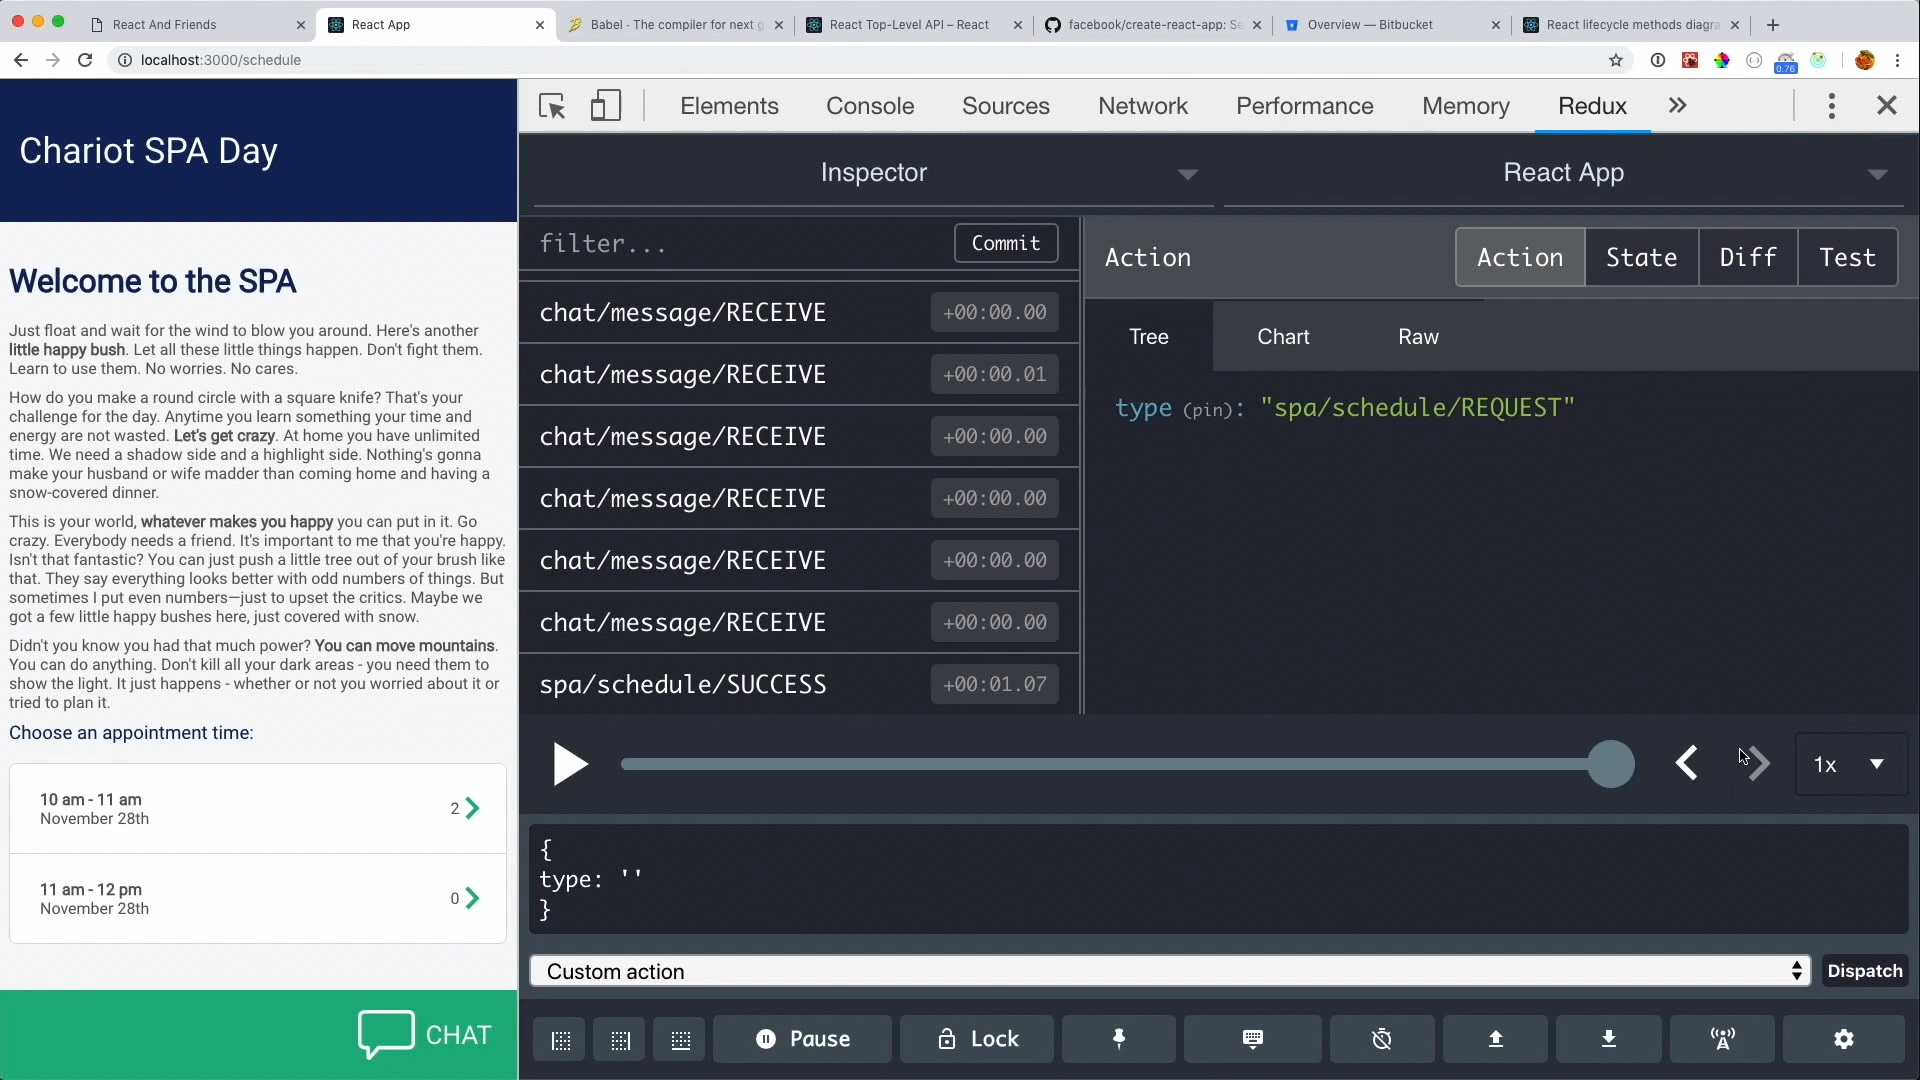 React And Friends
React App
Babel · The compiler for next g
React Top-Level API – React
facebook/create-react-app: Se
Overview — Bitbucket
React lifecycle methods diagra
localhost:3000/schedule
0.76
Chariot SPA Day
Welcome to the SPA
Just float and wait for the wind to blow you around. Here's another
little happy bush. Let all these little things happen. Don't fight them.
Learn to use them. No worries. No cares.
How do you make a round circle with a square knife? That's your
challenge for the day. Anytime you learn something your time and
energy are not wasted. Let's get crazy. At home you have unlimited
time. We need a shadow side and a highlight side. Nothing's gonna
make your husband or wife madder than coming home and having a
snow-covered dinner.
This is your world, whatever makes you happy you can put in it. Go
crazy. Everybody needs a friend. It's important to me that you're happy.
Isn't that fantastic? You can just push a little tree out of your brush like
that. They say everything looks better with odd numbers of things. But
sometimes I put even numbers—just to upset the critics. Maybe we
got a few little happy bushes here, just covered with snow.
Didn't you know you had that much power? You can move mountains.
You can do anything. Don't kill all your dark areas - you need them to
show the light. It just happens - whether or not you worried about it or
tried to plan it.
Choose an appointment time:
10 am - 11 am
November 28th
2
11 am - 12 pm
November 28th
0
CHAT
Elements
Console
Sources
Network
Performance
Memory
Redux
Inspector
React App
filter...
Commit
chat/message/RECEIVE +00:00.00
chat/message/RECEIVE +00:00.01
chat/message/RECEIVE +00:00.00
chat/message/RECEIVE +00:00.00
chat/message/RECEIVE +00:00.00
chat/message/RECEIVE +00:00.00
spa/schedule/SUCCESS +00:01.07
Action
Action
State
Diff
Test
Tree
Chart
Raw
type (pin): "spa/schedule/REQUEST"
1x
{
type: ''
}
Custom action
Dispatch
Pause
Lock